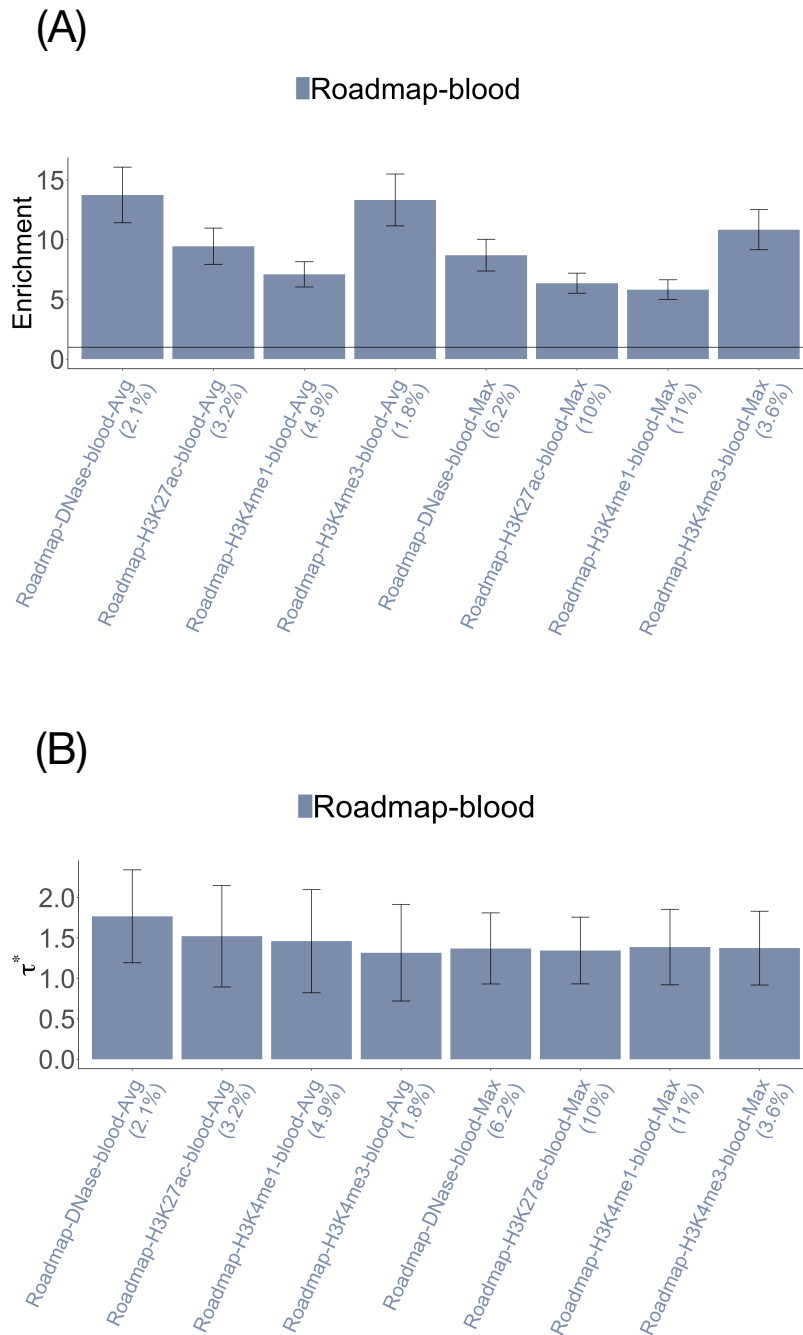 (A)
Roadmap-blood
Enrichment
15
10
5
0
Roadmap-DNase-blood-Avg
(2.1%)
Roadmap-H3K27ac-blood-Avg
(3.2%)
Roadmap-H3K4me1-blood-Avg
(4.9%)
Roadmap-H3K4me3-blood-Avg
(1.8%)
Roadmap-DNase-blood-Max
(6.2%)
Roadmap-H3K27ac-blood-Max
(10%)
Roadmap-H3K4me1-blood-Max
(11%)
Roadmap-H3K4me3-blood-Max
(3.6%)
(B)
Roadmap-blood
τ*
2.0
1.5
1.0
0.5
0.0
Roadmap-DNase-blood-Avg
(2.1%)
Roadmap-H3K27ac-blood-Avg
(3.2%)
Roadmap-H3K4me1-blood-Avg
(4.9%)
Roadmap-H3K4me3-blood-Avg
(1.8%)
Roadmap-DNase-blood-Max
(6.2%)
Roadmap-H3K27ac-blood-Max
(10%)
Roadmap-H3K4me1-blood-Max
(11%)
Roadmap-H3K4me3-blood-Max
(3.6%)